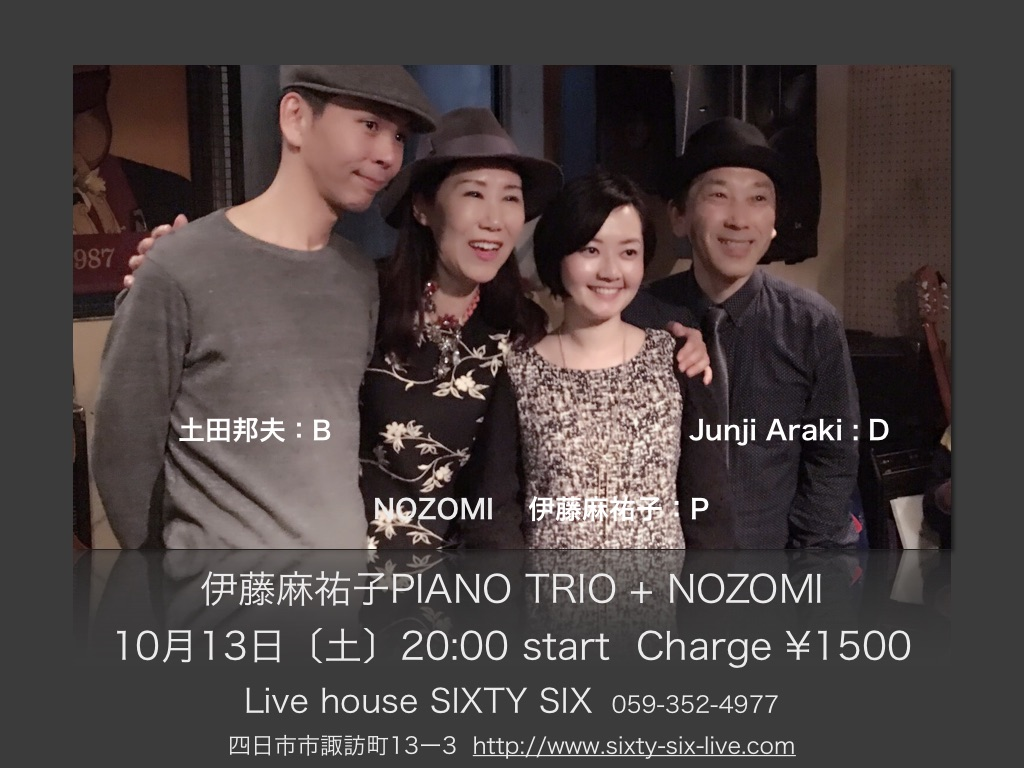 987
土田邦夫：B
Junji Araki : D
NOZOMI
伊藤麻祐子：P
伊藤麻祐子PIANO TRIO + NOZOMI
10月13日〔土〕20:00 start Charge ¥1500
Live house SIXTY SIX 059-352-4977
四日市市諏訪町13ー3 http://www.sixty-six-live.com